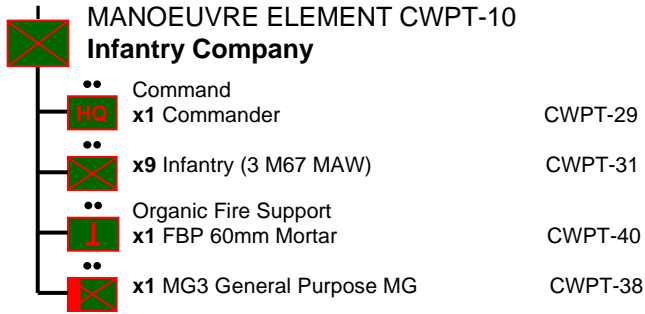 MANOEUVRE ELEMENT CWPT-10
Infantry Company
Command
HQ x1 Commander CWPT-29
x9 Infantry (3 M67 MAW) CWPT-31
Organic Fire Support
x1 FBP 60mm Mortar CWPT-40
x1 MG3 General Purpose MG CWPT-38